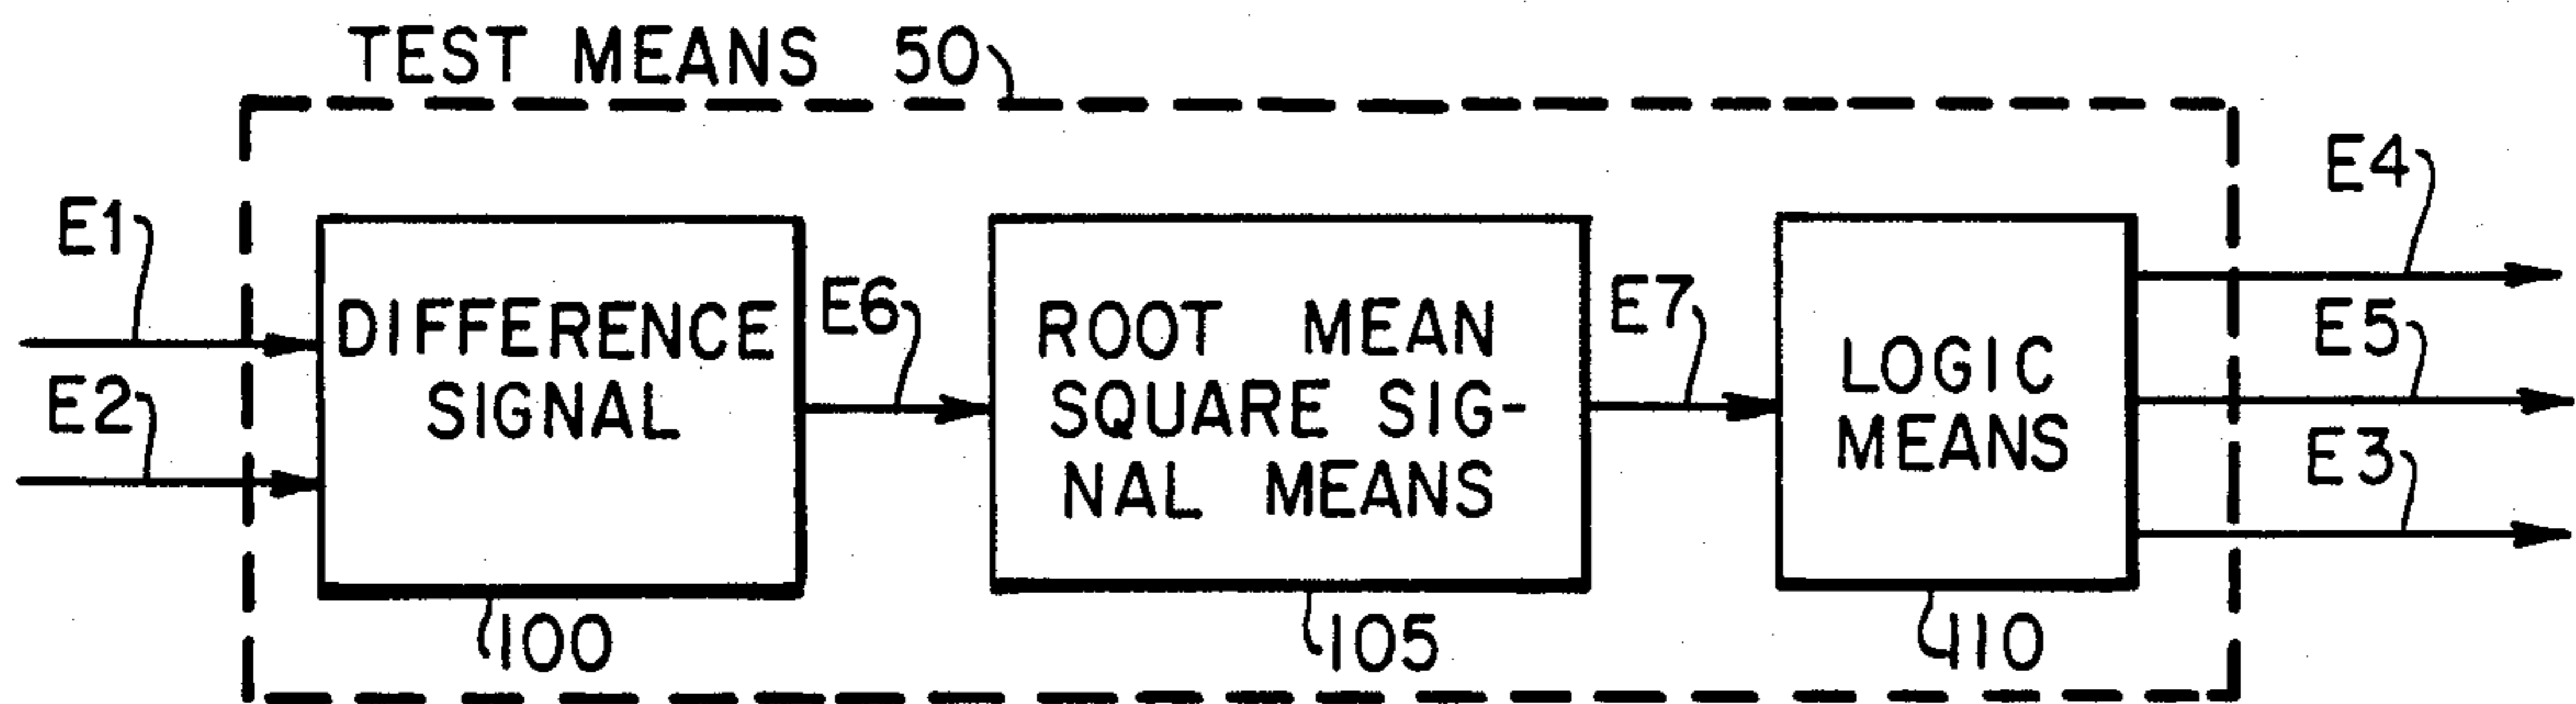 TEST MEANS 50
E1
E2
DIFFERENCE
SIGNAL
100
E6
ROOT MEAN
SQUARE SIG-
NAL MEANS
105
E7
LOGIC
MEANS
110
E4
E5
E3